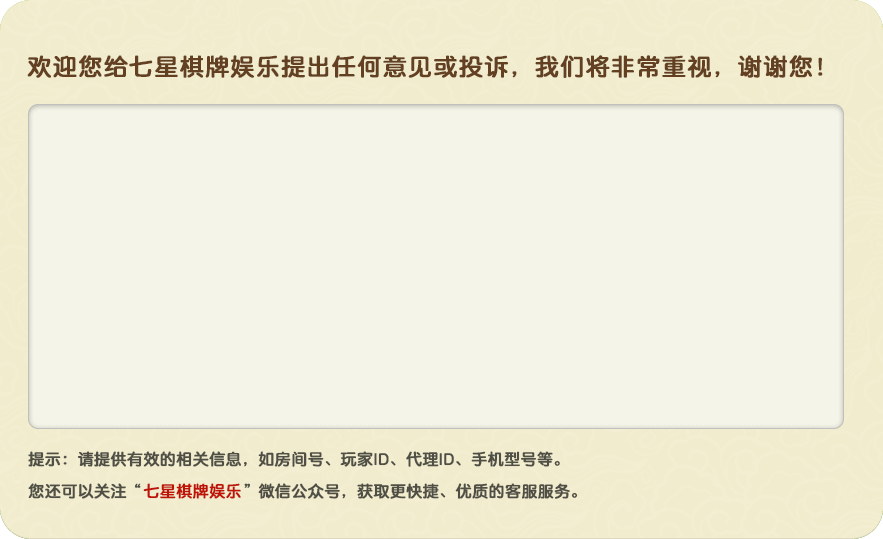 欢迎您给七星棋牌娱乐提出任何意见或投诉，我们将非常重视，谢谢您！
提示：请提供有效的相关信息，如房间号、玩家ID、代理ID、手机型号等。
您还可以关注“七星棋牌娱乐”微信公众号，获取更快捷、优质的客服服务。